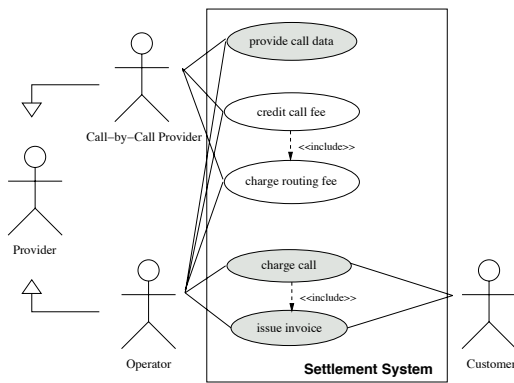 provide call data
credit call fee
Call-by-Call Provider
<<include>>
charge routing fee
Provider
charge call
<<include>>
issue invoice
Operator
Customer
Settlement System